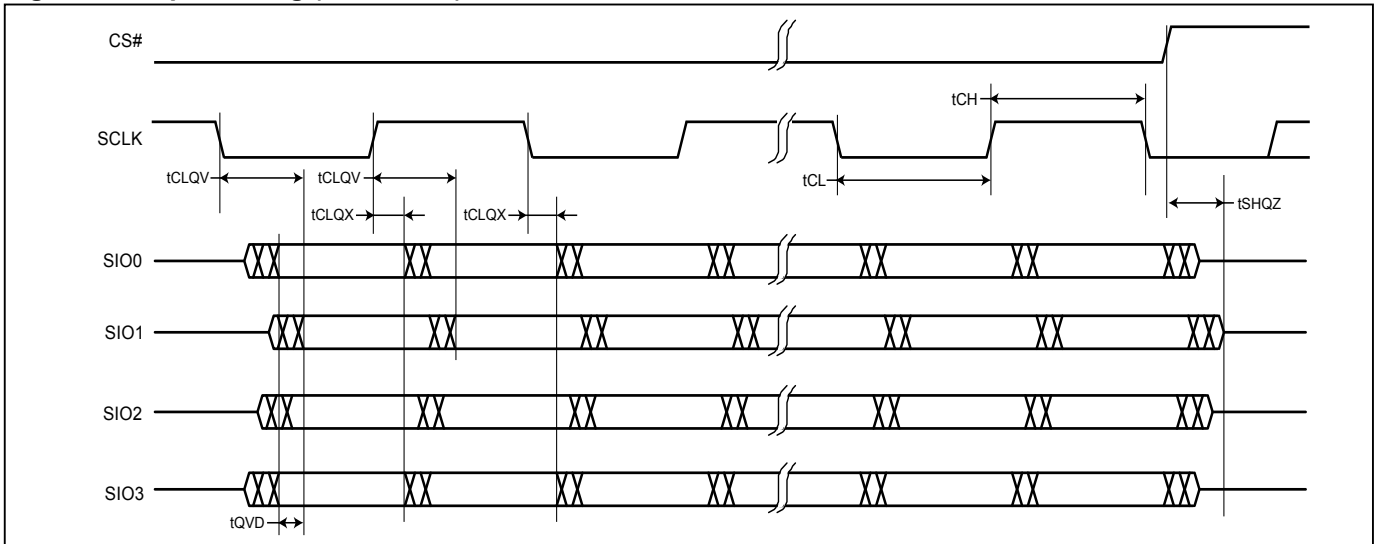 CS#
tCH
SCLK
tCLQV
tCLQV
tCL
tCLQX
tCLQX
tSHQZ
SIO0
SIO1
SIO2
SIO3
tQVD